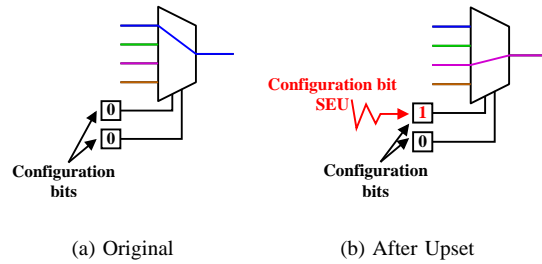 0
0
Configuration
bits
(a) Original
Configuration bit
SEU
1
0
Configuration
bits
(b) After Upset